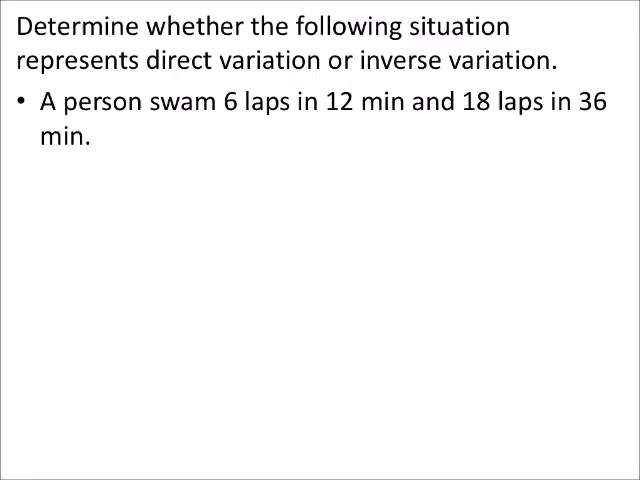 Determine whether the following situation
represents direct variation or inverse variation.
• A person swam 6 laps in 12 min and 18 laps in 36
min.